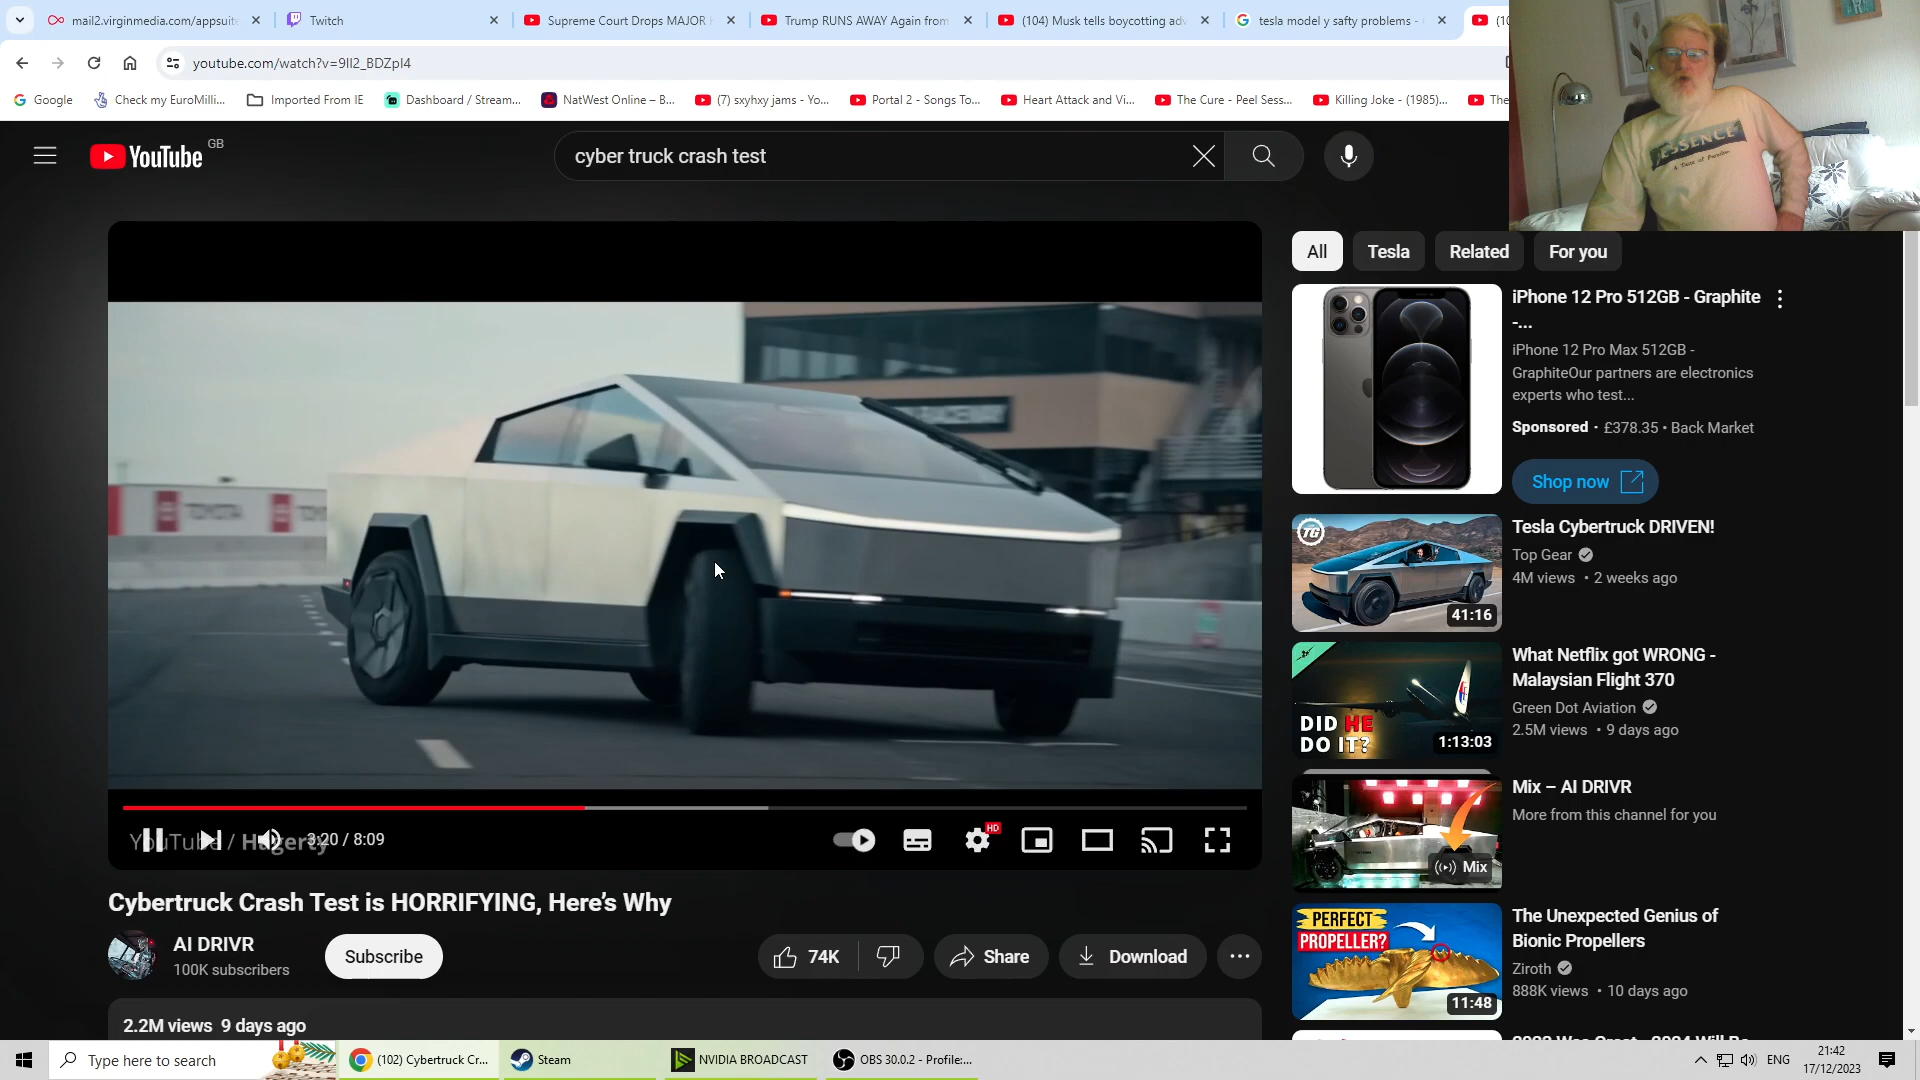 mail2.virginmedia.com/appsuite
Twitch
Supreme Court Drops MAJOR
Trump RUNS AWAY Again from
(104) Musk tells boycotting adv
tesla model y safty problems -
youtube.com/watch?v=9II2_BDZpI4
Google
Check my EuroMilli...
Imported From IE
Dashboard / Stream...
NatWest Online – B...
(7) sxyhxy jams - Yo...
Portal 2 - Songs To...
Heart Attack and Vi...
The Cure - Peel Sess...
Killing Joke - (1985)...
The
ESSENCE
YouTube GB
cyber truck crash test
All
Tesla
Related
For you
TOYOTA
YouTube / Hagerty
3:20 / 8:09
HD
Cybertruck Crash Test is HORRIFYING, Here's Why
AI DRIVR
100K subscribers
Subscribe
74K
Share
Download
2.2M views 9 days ago
iPhone 12 Pro 512GB - Graphite
-...
iPhone 12 Pro Max 512GB -
GraphiteOur partners are electronics
experts who test...
Sponsored · £378.35 • Back Market
Shop now
TG
41:16
Tesla Cybertruck DRIVEN!
Top Gear
4M views • 2 weeks ago
DID HE
DO IT?
1:13:03
What Netflix got WRONG -
Malaysian Flight 370
Green Dot Aviation
2.5M views • 9 days ago
Mix
Mix – AI DRIVR
More from this channel for you
PERFECT
PROPELLER?
11:48
The Unexpected Genius of
Bionic Propellers
Ziroth
888K views • 10 days ago
Type here to search
(102) Cybertruck Cr...
Steam
NVIDIA BROADCAST
OBS 30.0.2 - Profile:...
ENG
21:42
17/12/2023